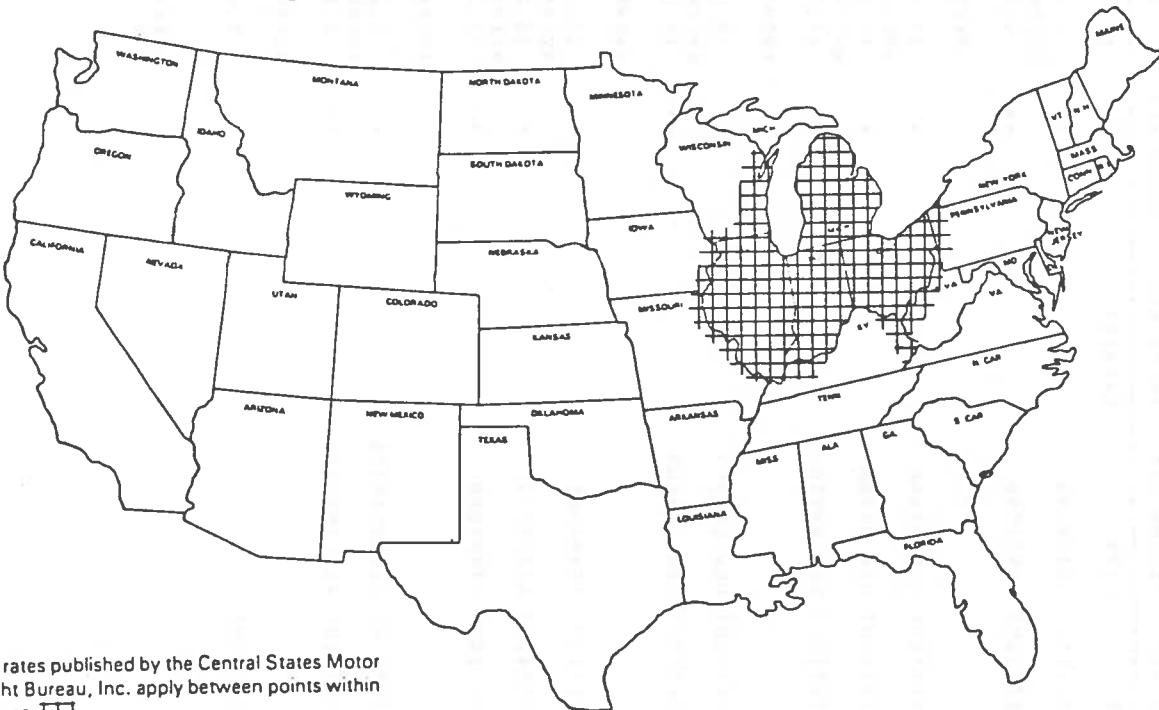 WASHINGTON
MONTANA
NORTH DAKOTA
MINNESOTA
MAINE
IDAHO
OREGON
SOUTH DAKOTA
WISCONSIN
MICH
VT
N H
MASS
CONN
R I
NEW YORK
WYOMING
IOWA
PENNSYLVANIA
NEW JERSEY
CALIFORNIA
NEVADA
NEBRASKA
UTAH
COLORADO
MISSOURI
MD
VA
VA
KY
KANSAS
N CAR
TENN
ARIZONA
NEW MEXICO
OKLAHOMA
TEXAS
ARKANSAS
S CAR
GA
ALA
MISS
LOUISIANA
FLORIDA
rates published by the Central States Motor
ht Bureau, Inc. apply between points within